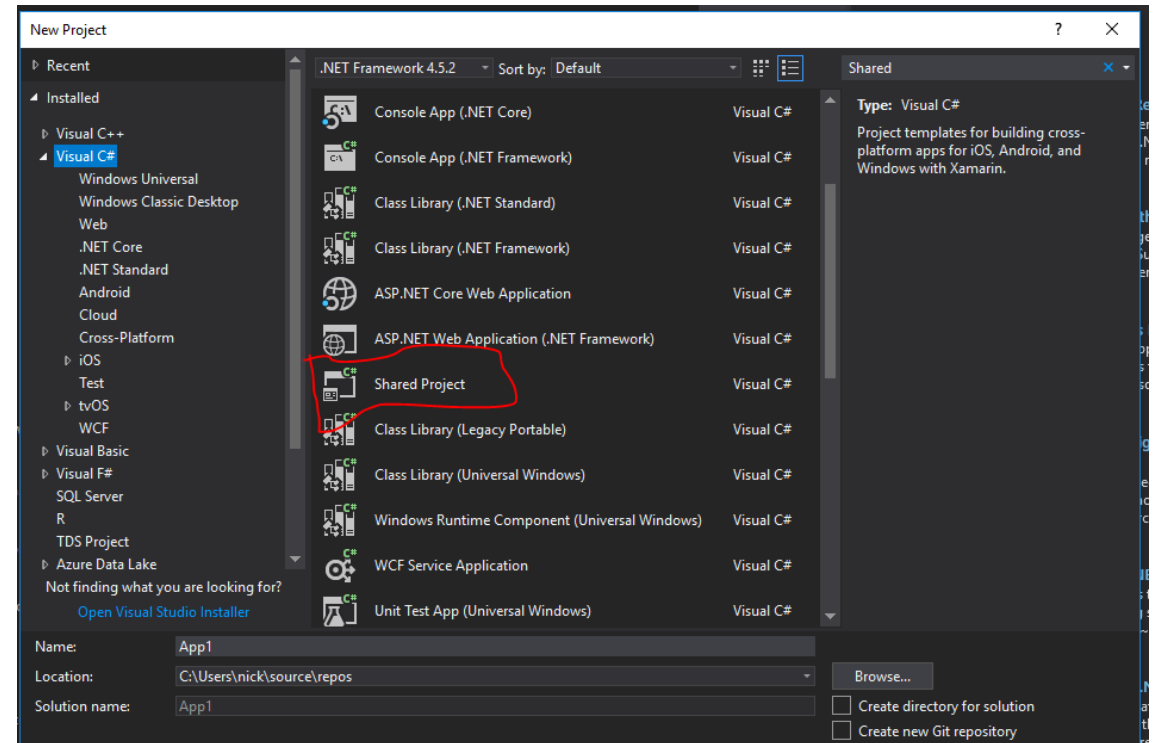 New Project
?
Recent
Installed
Visual C++
Visual C#
Windows Universal
Windows Classic Desktop
Web
.NET Core
.NET Standard
Android
Cloud
Cross-Platform
iOS
Test
tvOS
WCF
Visual Basic
Visual F#
SQL Server
R
TDS Project
Azure Data Lake
Not finding what you are looking for?
Open Visual Studio Installer
.NET Framework 4.5.2
Sort by: Default
Console App (.NET Core) Visual C#
Console App (.NET Framework) Visual C#
Class Library (.NET Standard) Visual C#
Class Library (.NET Framework) Visual C#
ASP.NET Core Web Application Visual C#
ASP.NET Web Application (.NET Framework) Visual C#
Shared Project Visual C#
Class Library (Legacy Portable) Visual C#
Class Library (Universal Windows) Visual C#
Windows Runtime Component (Universal Windows) Visual C#
WCF Service Application Visual C#
Unit Test App (Universal Windows) Visual C#
Shared
Type: Visual C#
Project templates for building cross-
platform apps for iOS, Android, and
Windows with Xamarin.
Name: App1
Location: C:\Users\nick\source\repos
Browse...
Solution name: App1
Create directory for solution
Create new Git repository